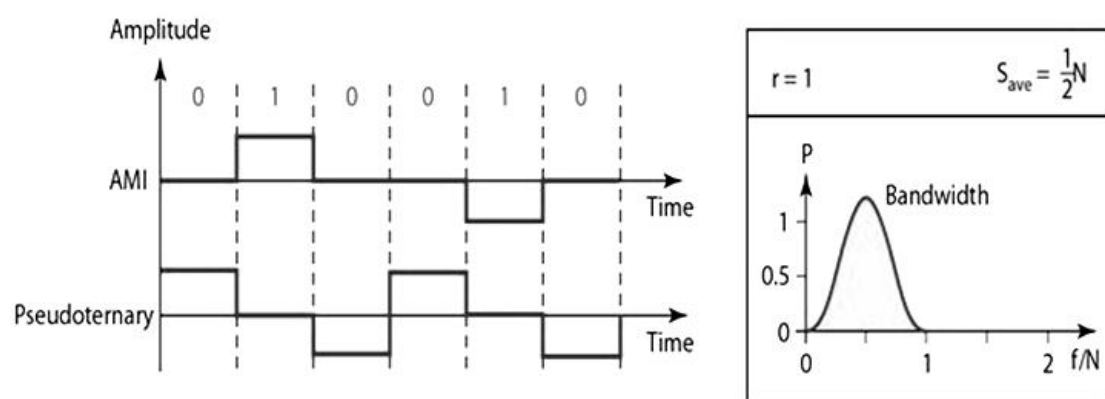 Amplitude
0 1 0 0 1 0
AMI
Time
Pseudoternary
Time
r = 1
S_ave = 1/2 N
P
Bandwidth
1
0.5
0
0 1 2 f/N